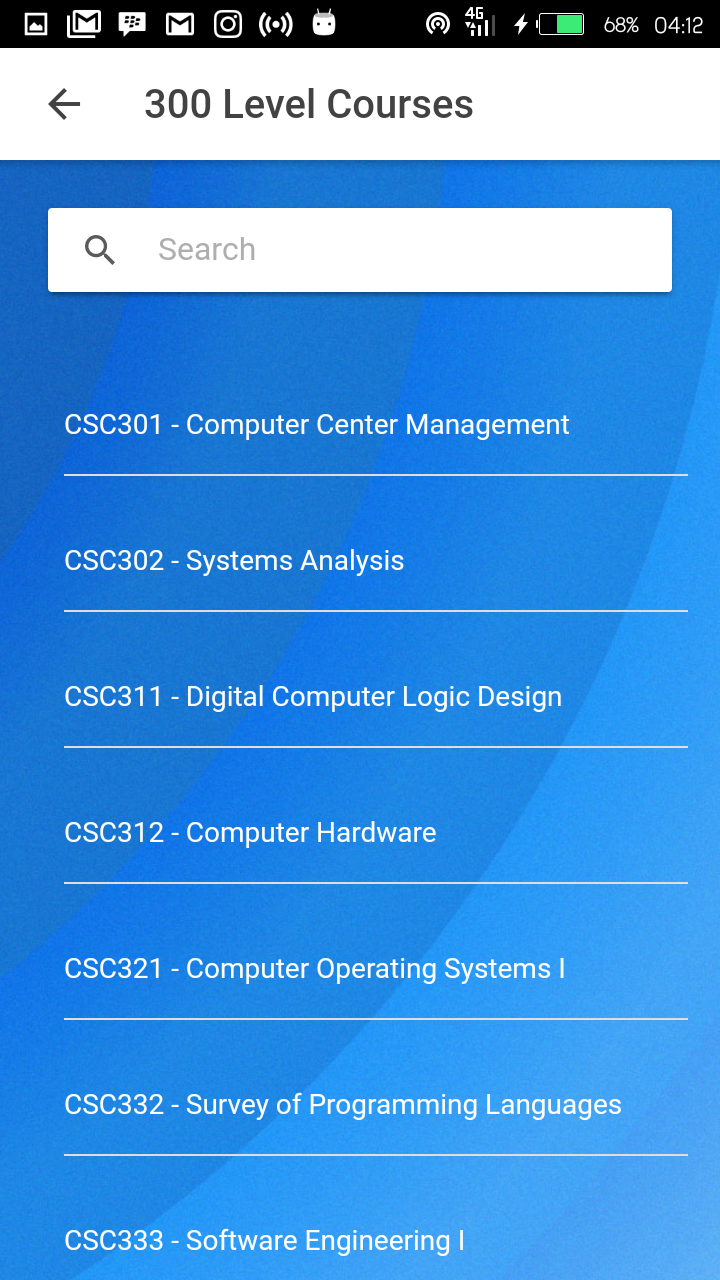 4G 68% 04:12
300 Level Courses
Search
CSC301 - Computer Center Management
CSC302 - Systems Analysis
CSC311 - Digital Computer Logic Design
CSC312 - Computer Hardware
CSC321 - Computer Operating Systems I
CSC332 - Survey of Programming Languages
CSC333 - Software Engineering I